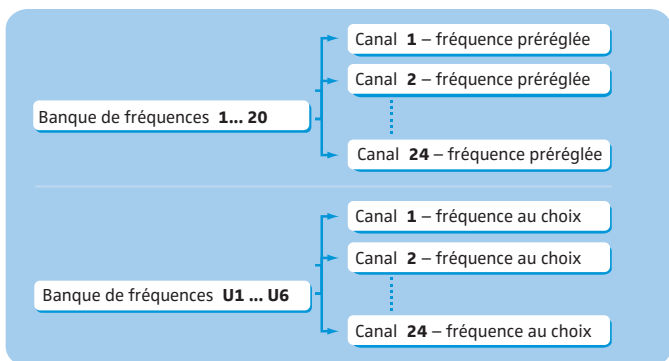 Canal 1 – fréquence préréglée
Canal 2 – fréquence préréglée
Banque de fréquences 1... 20
Canal 24 – fréquence préréglée
Canal 1 – fréquence au choix
Canal 2 – fréquence au choix
Banque de fréquences U1 ... U6
Canal 24 – fréquence au choix